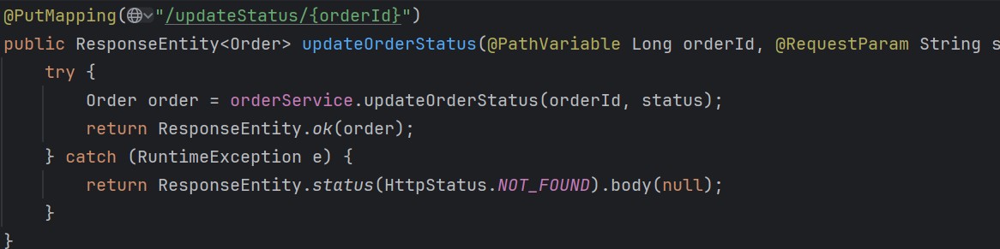 @PutMapping("/updateStatus/{orderId}")
public ResponseEntity<Order> updateOrderStatus(@PathVariable Long orderId, @RequestParam String s
    try {
        Order order = orderService.updateOrderStatus(orderId, status);
        return ResponseEntity.ok(order);
    } catch (RuntimeException e) {
        return ResponseEntity.status(HttpStatus.NOT_FOUND).body(null);
    }
}